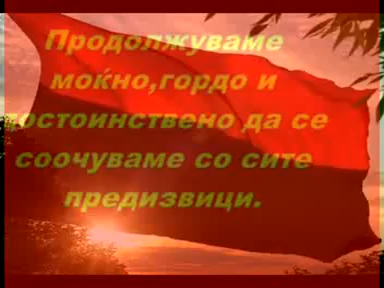 Продолжуваме
моќно,гордо и
остоинствено да се
соочуваме со сите
предизвици.